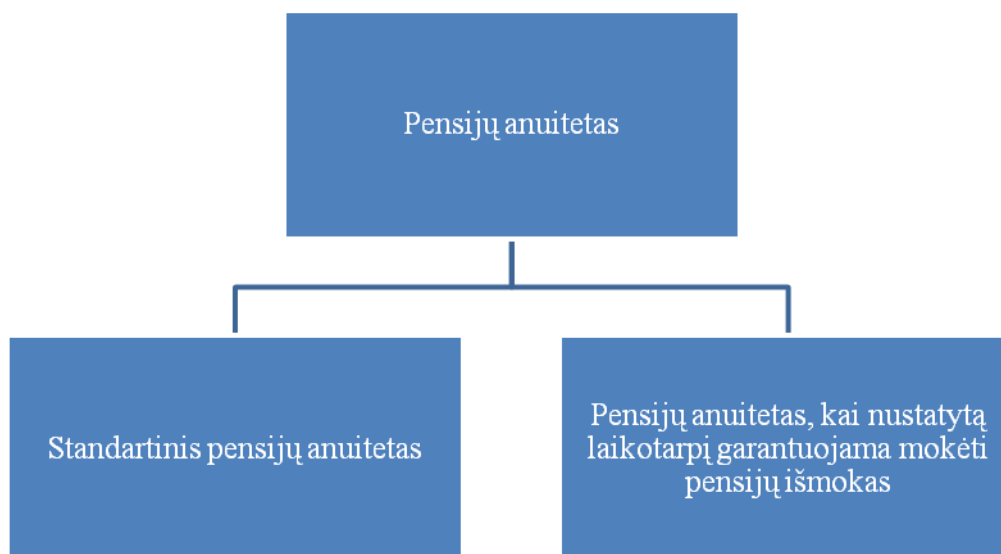 Pensijų anuitetas
Standartinis pensijų anuitetas
Pensijų anuitetas, kai nustatytą
laikotarpį garantuojama mokėti
pensijų išmokas